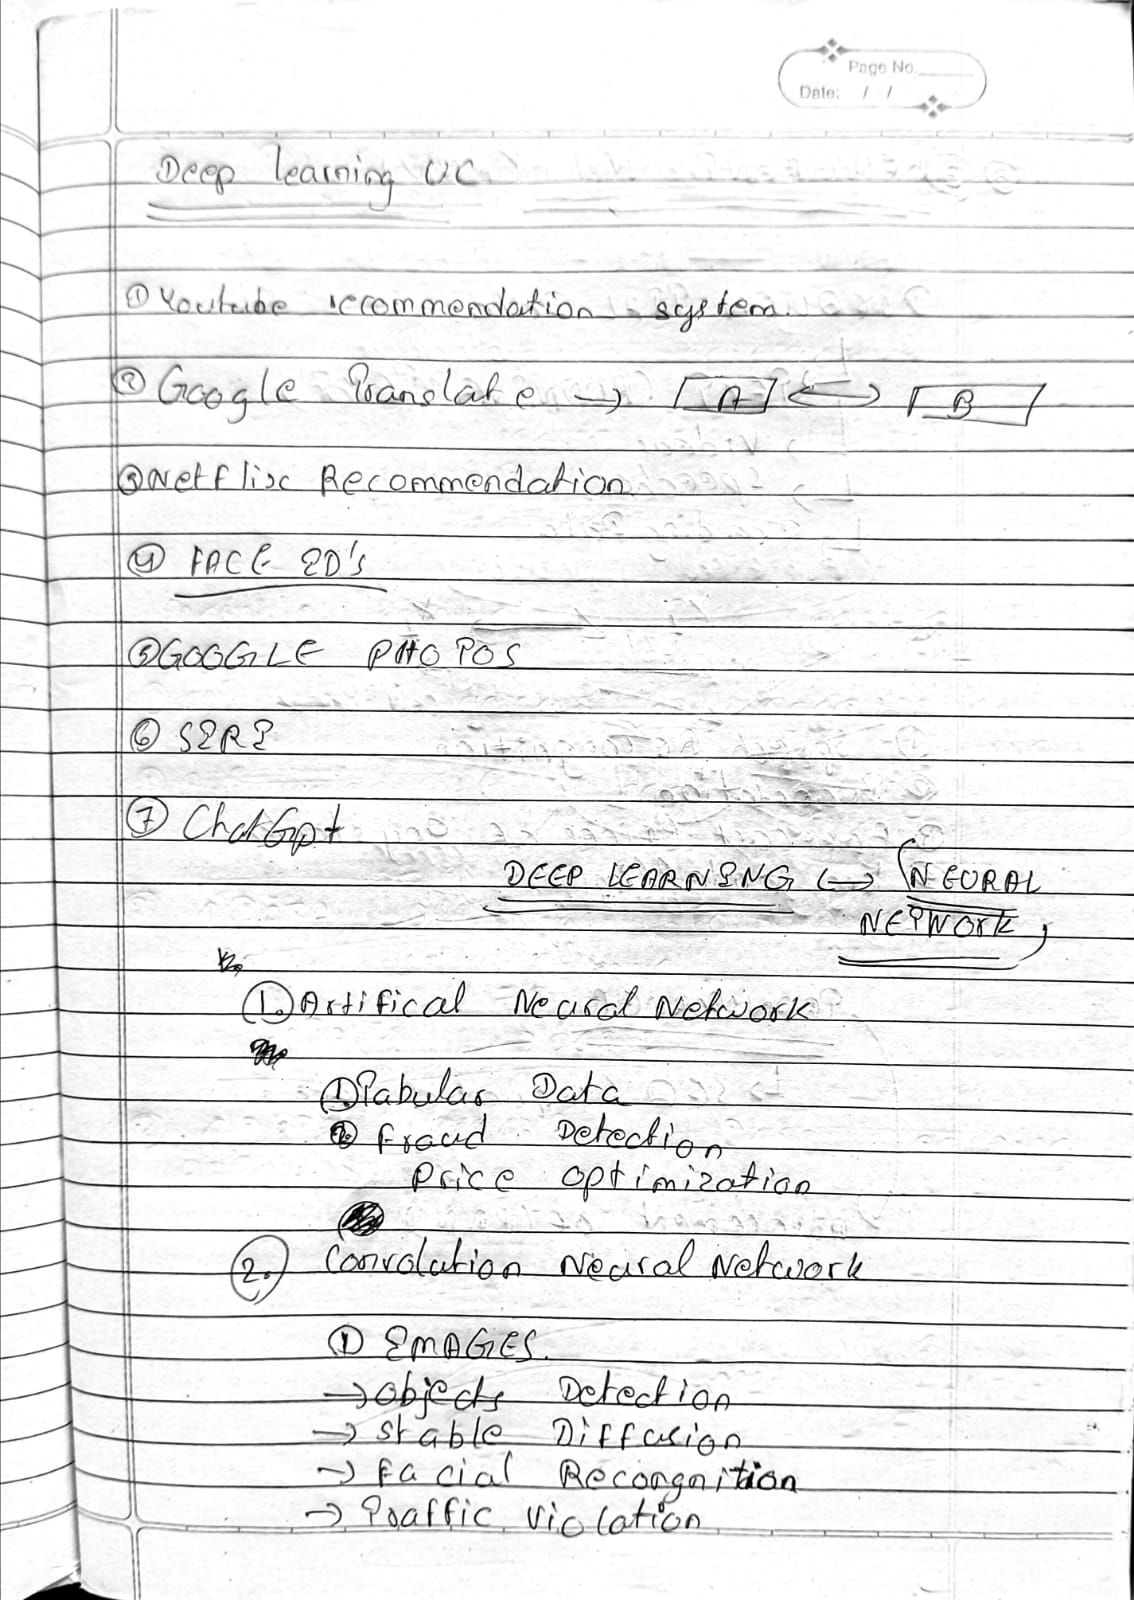 Page No.
Date: / /
Deep learning UC
① Youtube recommendation system.
② Google Translate → A ↔ B
③ Netflix Recommendation
④ FACE ID's
⑤ GOOGLE PHOTOS
⑥ SIRI
⑦ ChatGpt
DEEP LEARNING ↔ (NEURAL
NETWORK)
1. Artifical Neural Network
① Tabular Data
② Fraud Detection
Price Optimization
2. Convolation Neural Network
① IMAGES.
→ Objects Detection
→ Stable Diffusion
→ Facial Recongnition
→ Traffic Violation